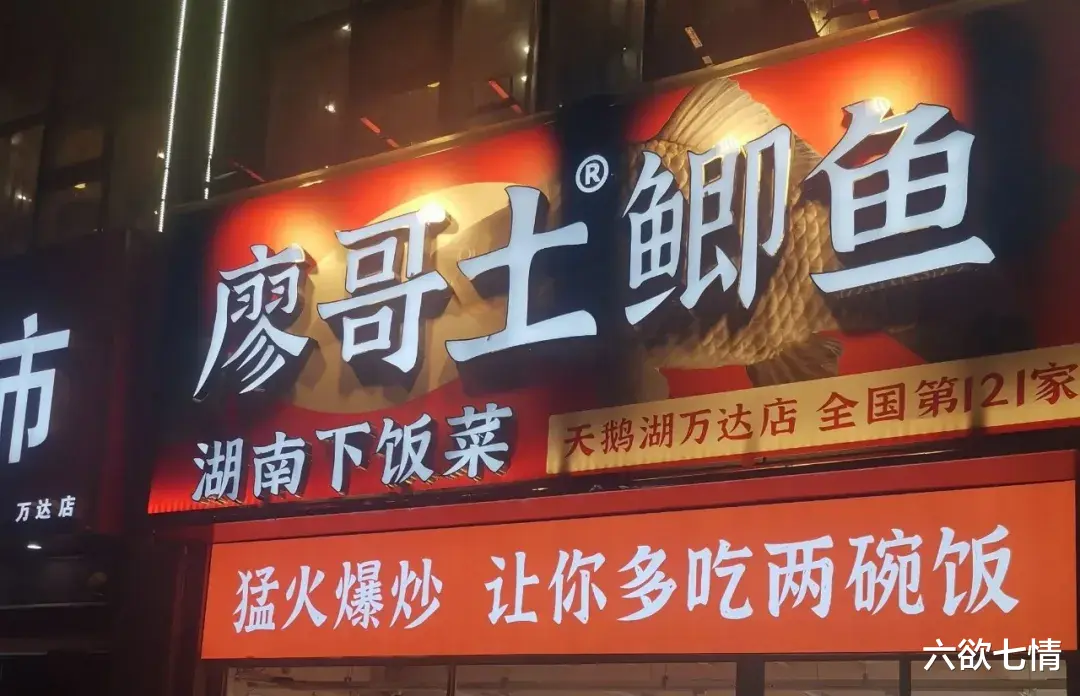 廖哥土®鲫鱼
湖南下饭菜
天鹅湖万达店 全国第121家
猛火爆炒 让你多吃两碗饭
市
万达店
六欲七情